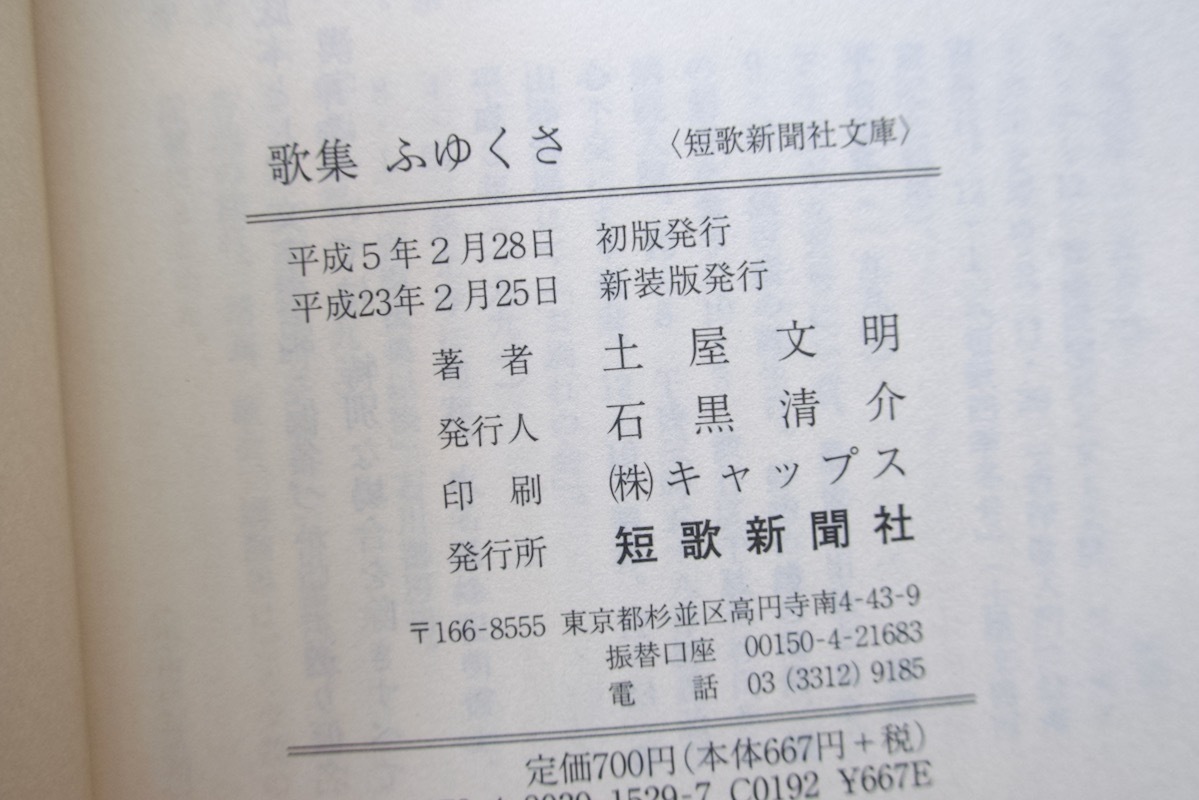 歌集 ふゆくさ 〈短歌新聞社文庫〉
平成5年2月28日 初版発行
平成23年2月25日 新装版発行
著者 土屋文明
発行人 石黒清介
印刷 ㈱キャップス
発行所 短歌新聞社
〒166-8555 東京都杉並区高円寺南4-43-9
振替口座 00150-4-21683
電話 03(3312)9185
定価700円(本体667円+税)
1529-7 C0192 Y667E